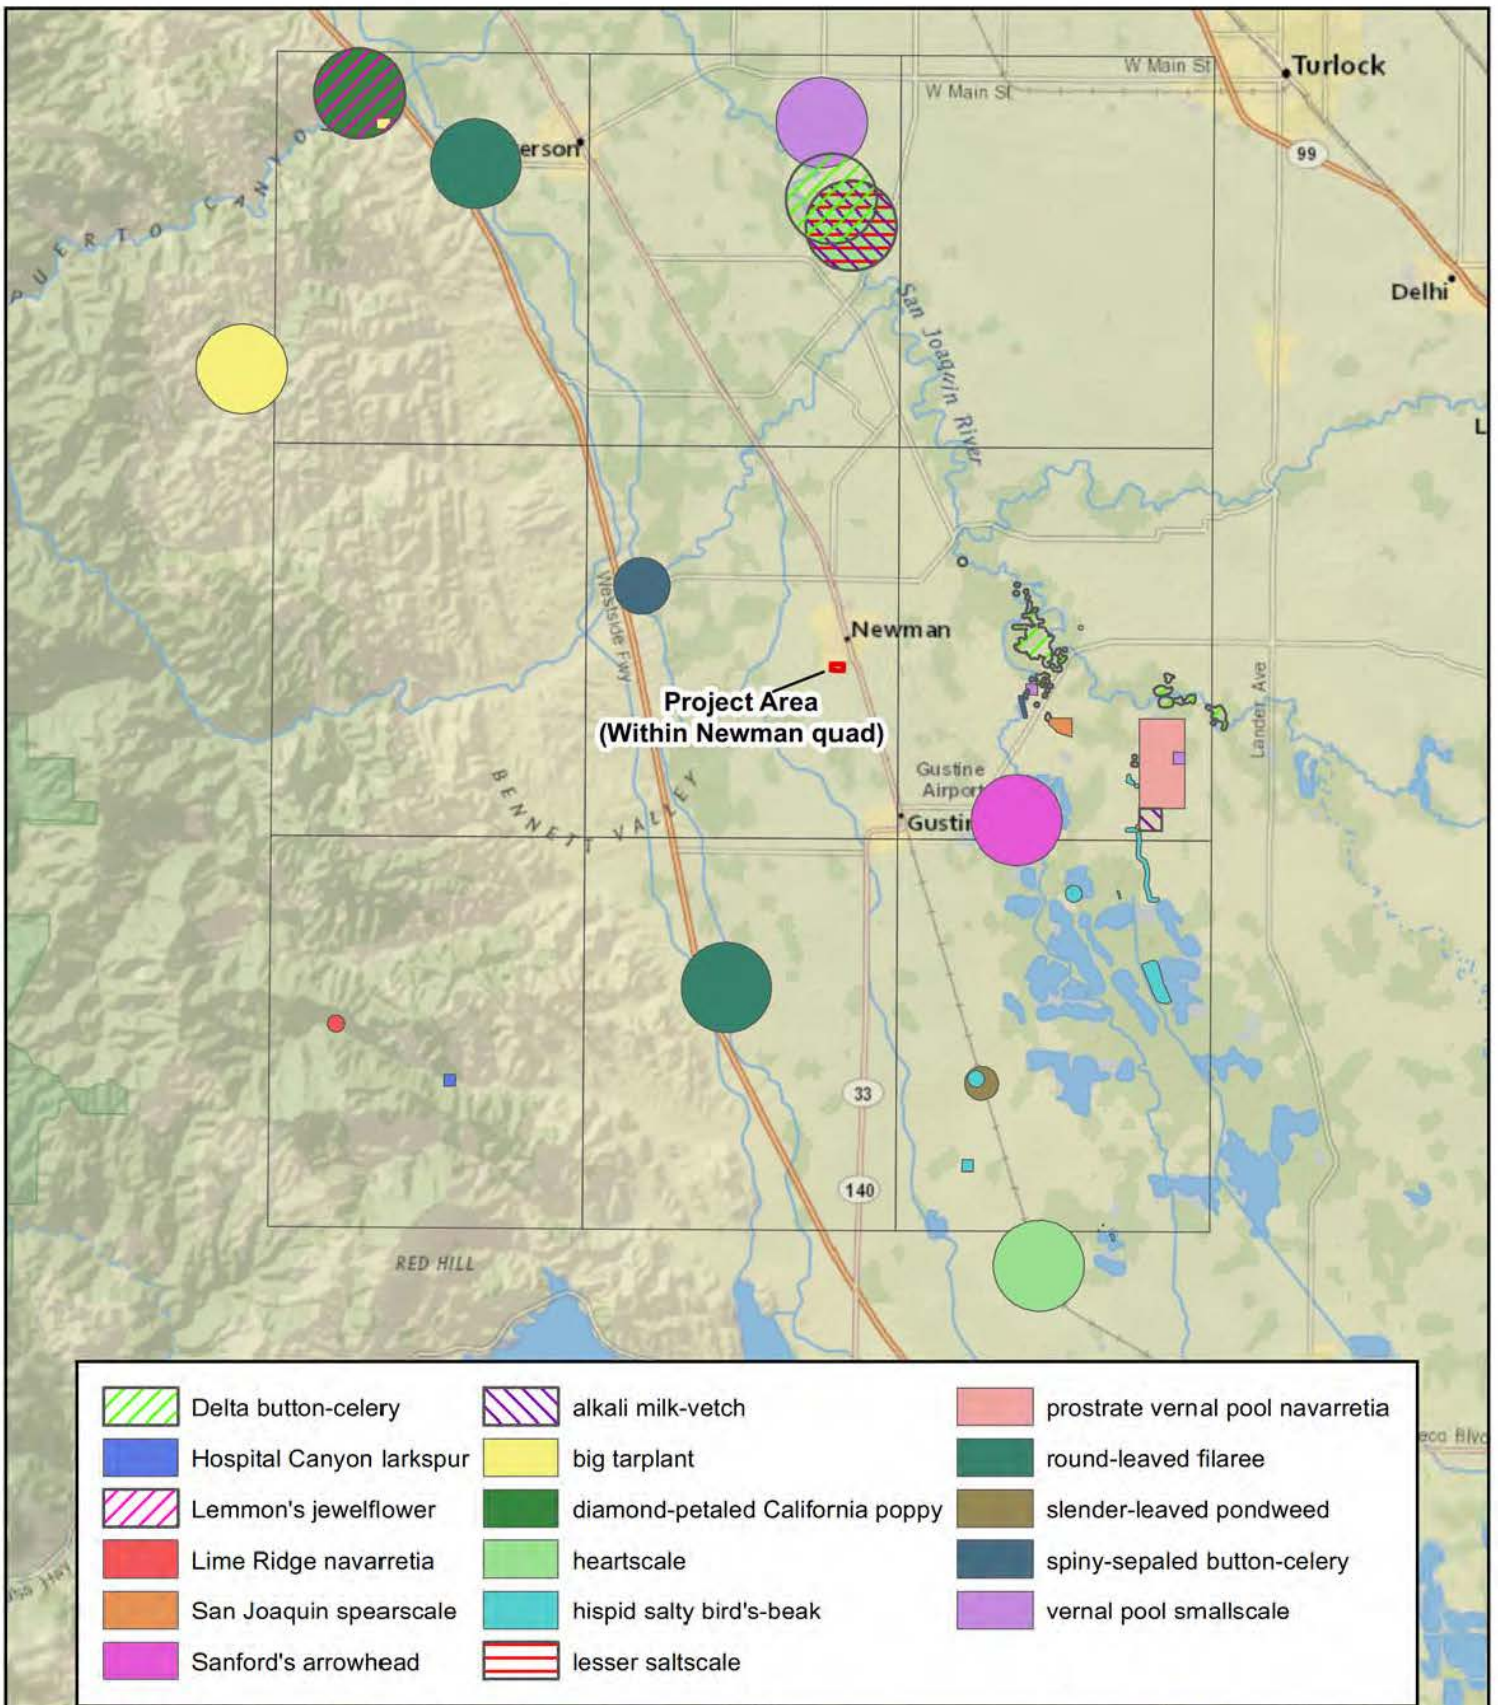 W Main St
Turlock
W Main St
erson
99
PUERTO CANYO
Delhi
San Joaquin River
L
Westside Fwy
Newman
Project Area
(Within Newman quad)
Lander Ave
BENNETT VALLEY
Gustine
Airport
Gustin
33
140
RED HILL
Delta button-celery
Hospital Canyon larkspur
Lemmon's jewelflower
Lime Ridge navarretia
San Joaquin spearscale
Sanford's arrowhead
alkali milk-vetch
big tarplant
diamond-petaled California poppy
heartscale
hispid salty bird's-beak
lesser saltscale
prostrate vernal pool navarretia
round-leaved filaree
slender-leaved pondweed
spiny-sepaled button-celery
vernal pool smallscale
eca Blvd